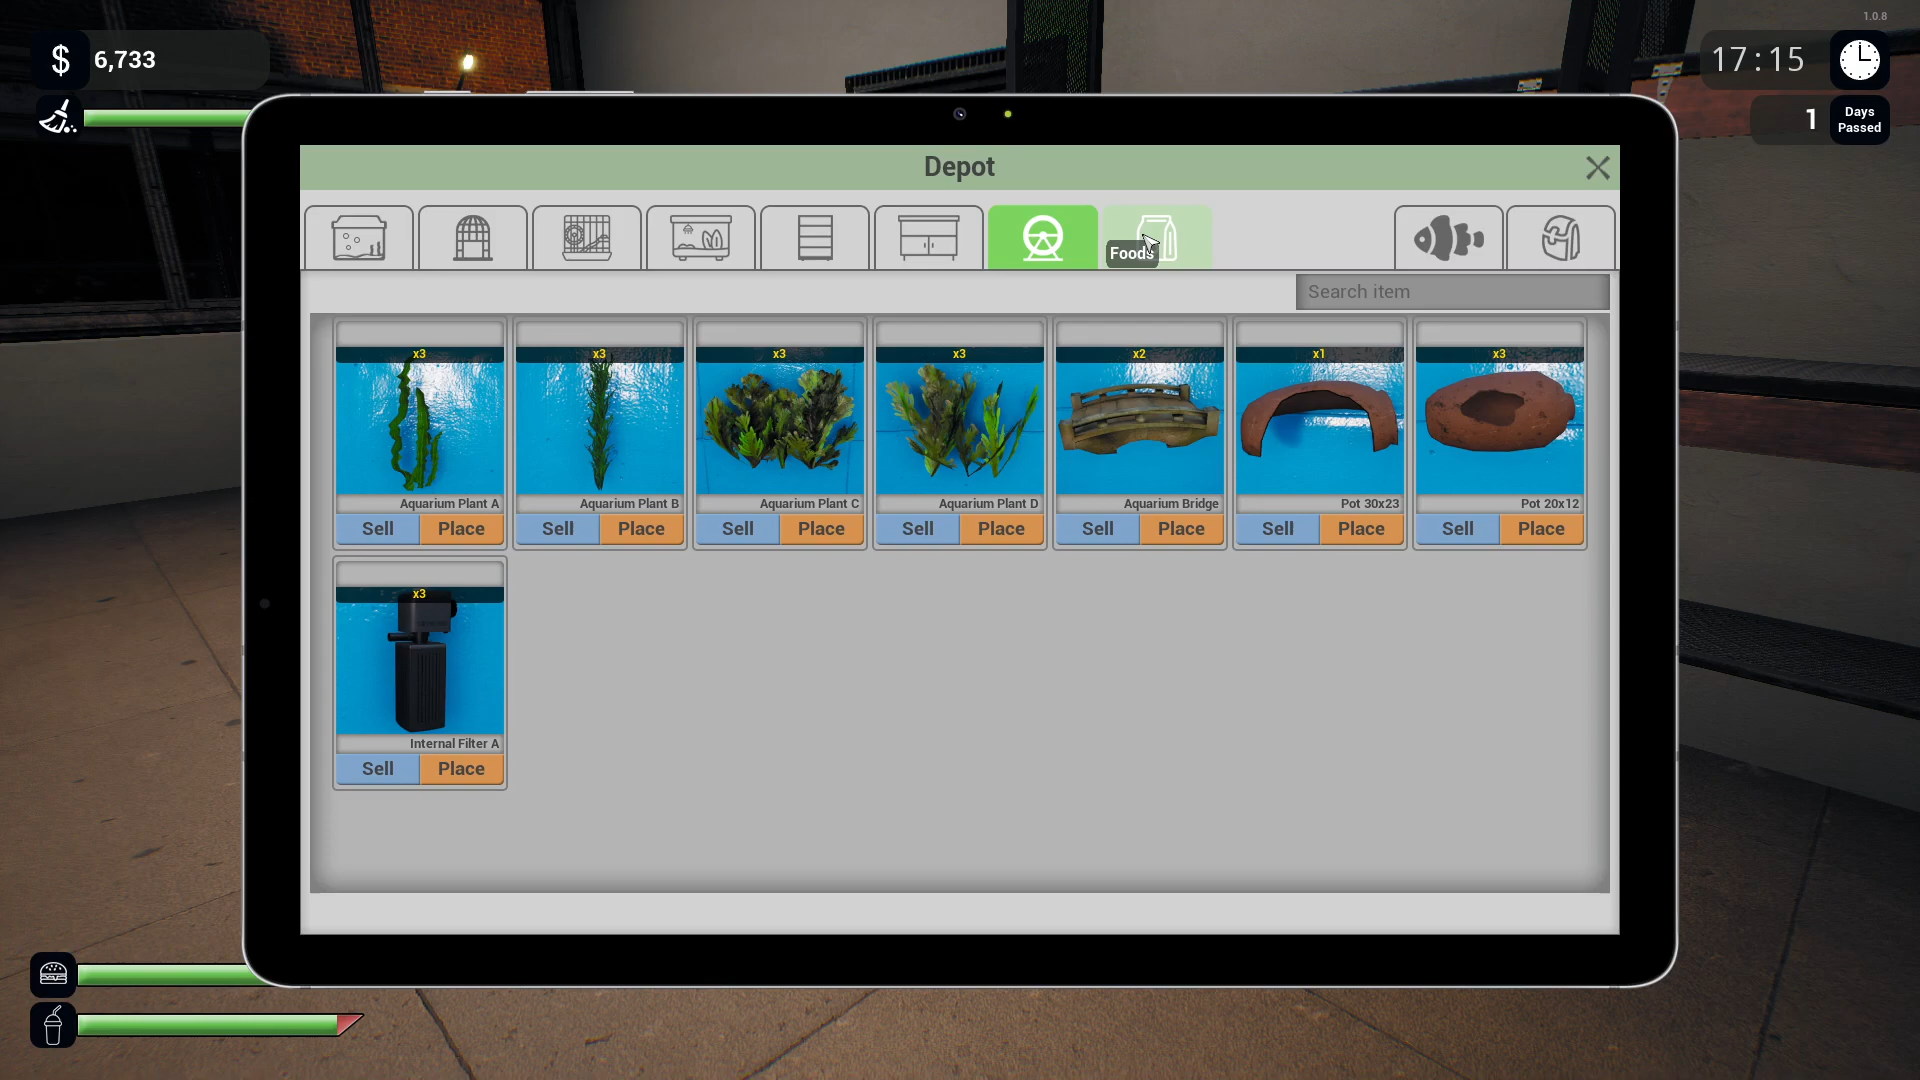 1.0.8
$ 6,733
17:15
1 Days Passed
Depot
Foods
Search item
x3 x3 x3 x3 x2 x1 x3
Aquarium Plant A Aquarium Plant B Aquarium Plant C Aquarium Plant D Aquarium Bridge Pot 30x23 Pot 20x12
Sell Place Sell Place Sell Place Sell Place Sell Place Sell Place Sell Place
x3
Internal Filter A
Sell Place